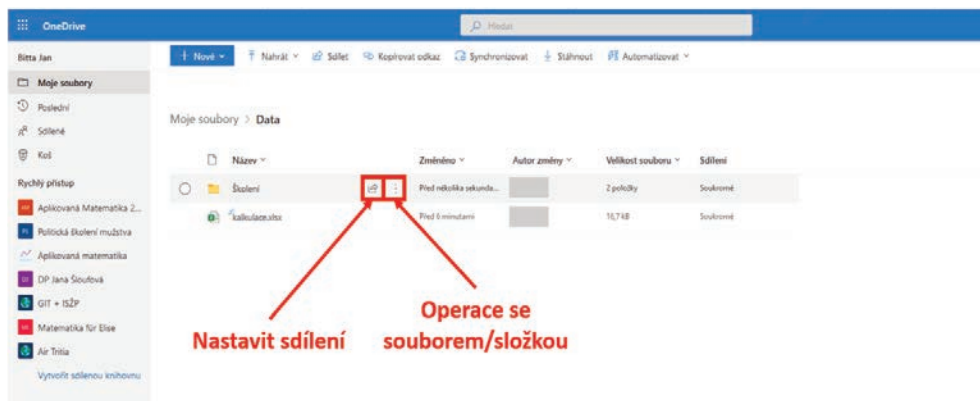 OneDrive
Hledat
Bitta Jan
Nové
Nahrát
Sdílet
Kopírovat odkaz
Synchronizovat
Stáhnout
Automatizovat
Moje soubory
Poslední
Sdílené
Koš
Rychlý přístup
Aplikovaná Matematika 2...
Politická školení mužstva
Aplikovaná matematika
DP Jana Šloufová
GIT + ISŽP
Matematika für Elise
Air Tritia
Vytvořit sdílenou knihovnu
Moje soubory > Data
Název
Změněno
Autor změny
Velikost souboru
Sdílení
Školení
Před několika sekunda...
2 položky
Soukromé
kalkulace.xlsx
Před 6 minutami
16,7 kB
Soukromé
Nastavit sdílení
Operace se
souborem/složkou